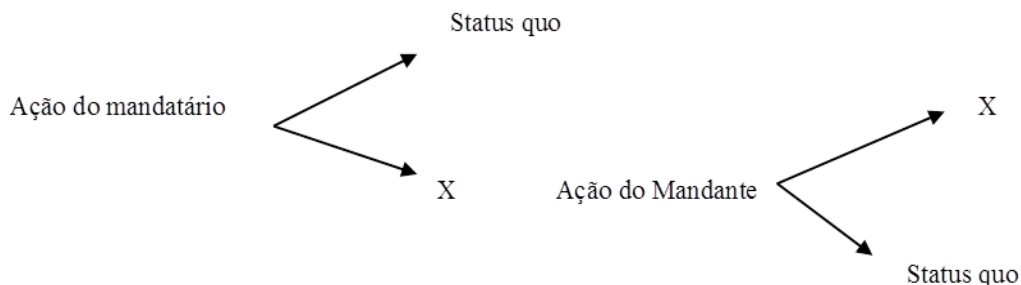 Status quo
Ação do mandatário
X
X
Ação do Mandante
Status quo